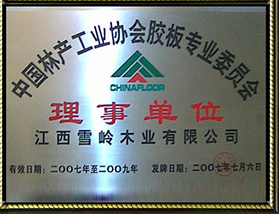 中国林产工业协会胶板专业委员会
CHINAFLOOR
理事单位
江西雪岭木业有限公司
有效日期：二〇〇七年至二〇〇九年
发牌日期：二〇〇七年七月六日